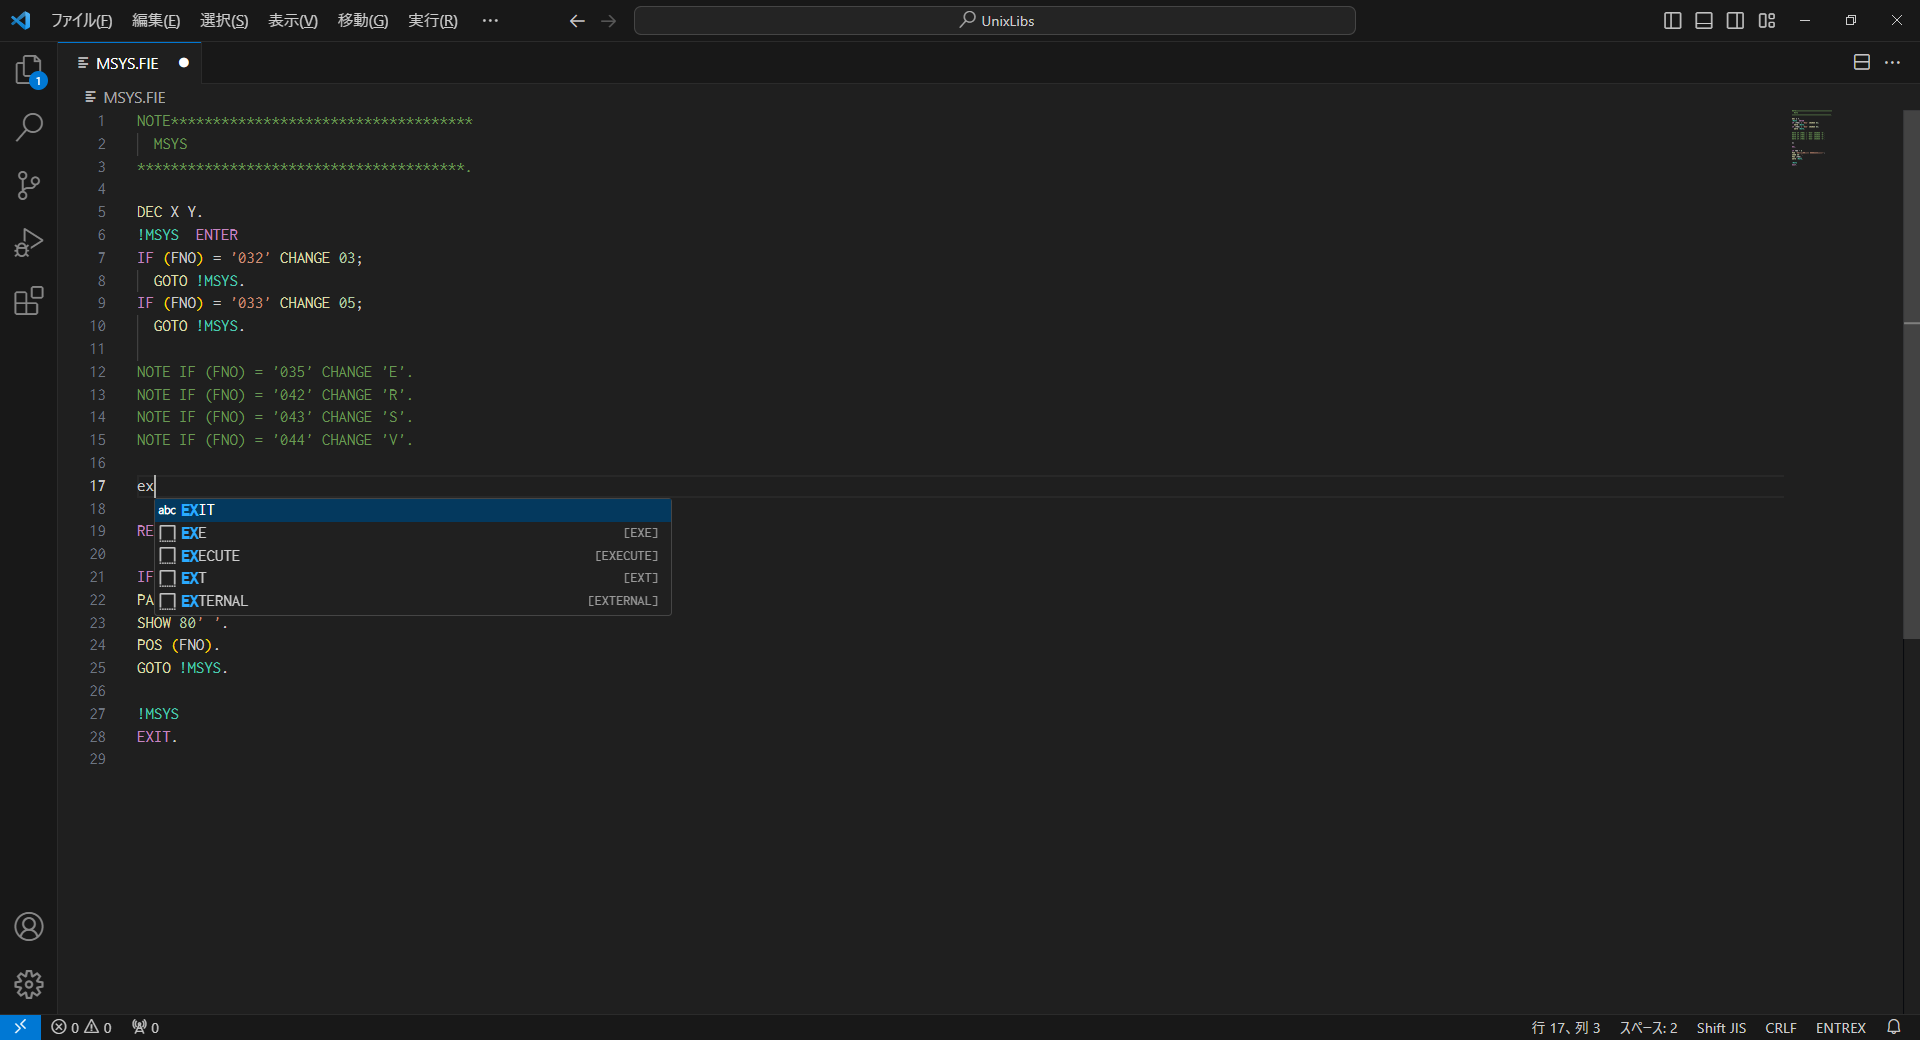 ファイル(F) 編集(E) 選択(S) 表示(V) 移動(G) 実行(R) ··· UnixLibs
MSYS.FIE
1
MSYS.FIE
1 NOTE************************************
2 MSYS
3 ***************************************.
4
5 DEC X Y.
6 !MSYS  ENTER
7 IF (FNO) = '032' CHANGE 03;
8 GOTO !MSYS.
9 IF (FNO) = '033' CHANGE 05;
10 GOTO !MSYS.
11
12 NOTE IF (FNO) = '035' CHANGE 'E'.
13 NOTE IF (FNO) = '042' CHANGE 'R'.
14 NOTE IF (FNO) = '043' CHANGE 'S'.
15 NOTE IF (FNO) = '044' CHANGE 'V'.
16
17 ex
18 abc EXIT
19 RE EXE [EXE]
20 EXECUTE [EXECUTE]
21 IF EXT [EXT]
22 PA EXTERNAL [EXTERNAL]
23 SHOW 80' '.
24 POS (FNO).
25 GOTO !MSYS.
26
27 !MSYS
28 EXIT.
29
0 0 0 行 17、列 3 スペース: 2 Shift JIS CRLF ENTREX